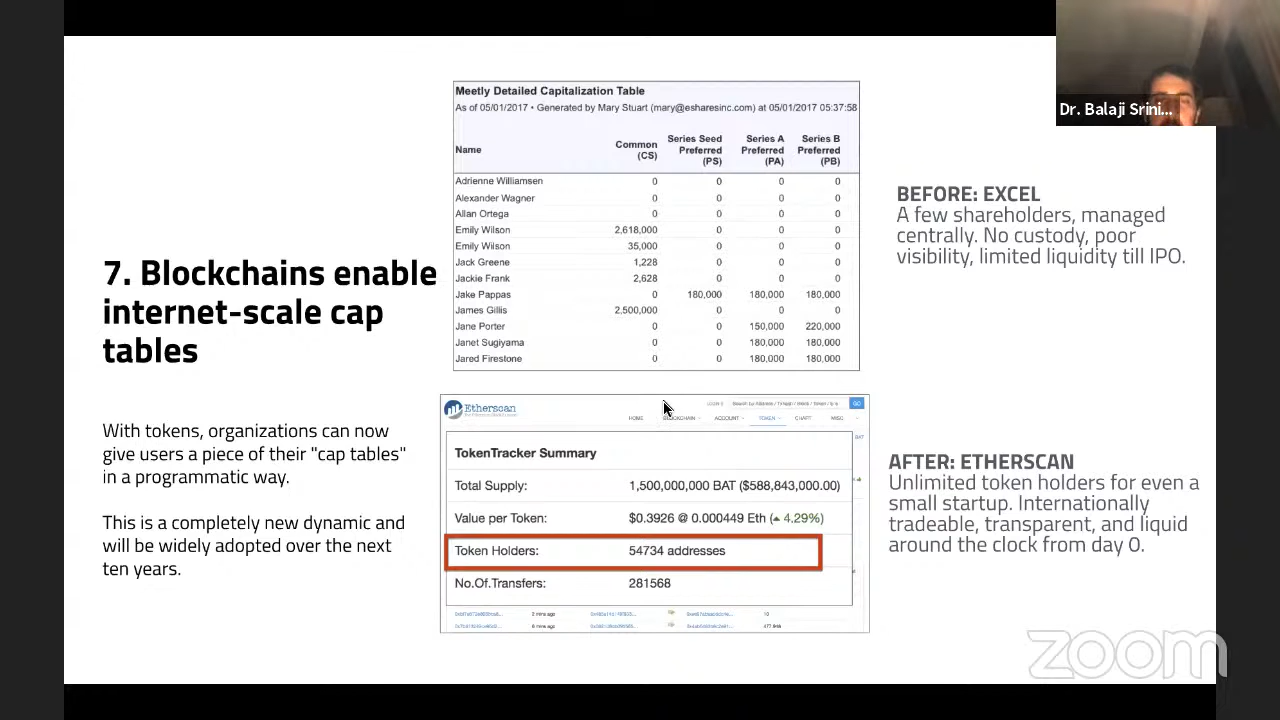 Dr. Balaji Srini...
Meetly Detailed Capitalization Table
As of 05/01/2017 • Generated by Mary Stuart (mary@esharesinc.com) at 05/01/2017 05:37:58
Name Common (CS) Series Seed Preferred (PS) Series A Preferred (PA) Series B Preferred (PB)
Adrienne Williamsen 0 0 0 0
Alexander Wagner 0 0 0 0
Allan Ortega 0 0 0 0
Emily Wilson 2,618,000 0 0 0
Emily Wilson 35,000 0 0 0
Jack Greene 1,228 0 0 0
Jackie Frank 2,628 0 0 0
Jake Pappas 0 180,000 180,000 180,000
James Gillis 2,500,000 0 0 0
Jane Porter 0 0 150,000 220,000
Janet Sugiyama 0 0 180,000 180,000
Jared Firestone 0 0 180,000 180,000
BEFORE: EXCEL
A few shareholders, managed
centrally. No custody, poor
visibility, limited liquidity till IPO.
7. Blockchains enable
internet-scale cap
tables
With tokens, organizations can now
give users a piece of their "cap tables"
in a programmatic way.
This is a completely new dynamic and
will be widely adopted over the next
ten years.
Etherscan
LOGIN GO
HOME BLOCKCHAIN ACCOUNT TOKEN CHART MISC
BAT
TokenTracker Summary
Total Supply: 1,500,000,000 BAT ($588,843,000.00)
Value per Token: $0.3926 @ 0.000449 Eth (▲ 4.29%)
Token Holders: 54734 addresses
No.Of.Transfers: 281568
3 mins ago 10
6 mins ago
AFTER: ETHERSCAN
Unlimited token holders for even a
small startup. Internationally
tradeable, transparent, and liquid
around the clock from day 0.
zoom